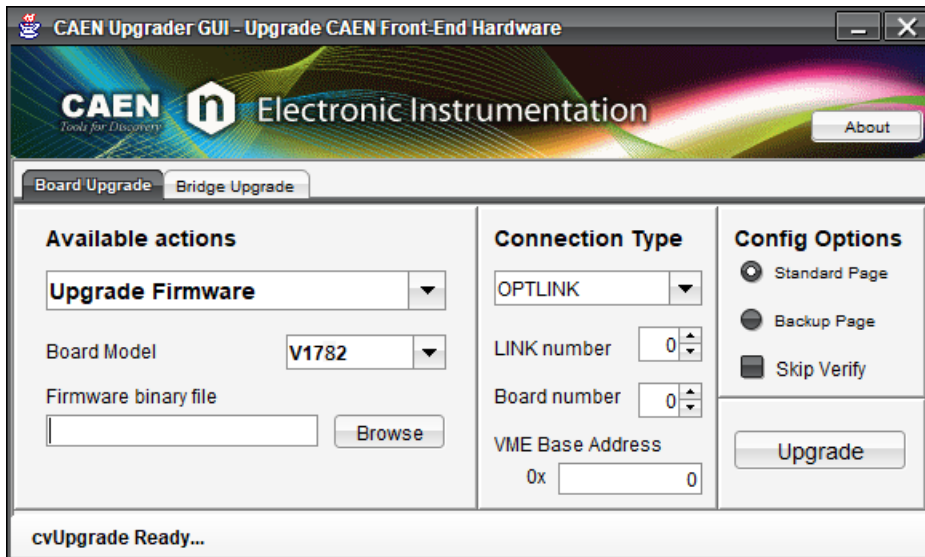 CAEN Upgrader GUI - Upgrade CAEN Front-End Hardware
CAEN n Electronic Instrumentation
Tools for Discovery
About
Board Upgrade
Bridge Upgrade
Available actions
Upgrade Firmware
Board Model V1782
Firmware binary file
Browse
Connection Type
OPTLINK
LINK number 0
Board number 0
VME Base Address
0x 0
Config Options
Standard Page
Backup Page
Skip Verify
Upgrade
cvUpgrade Ready...